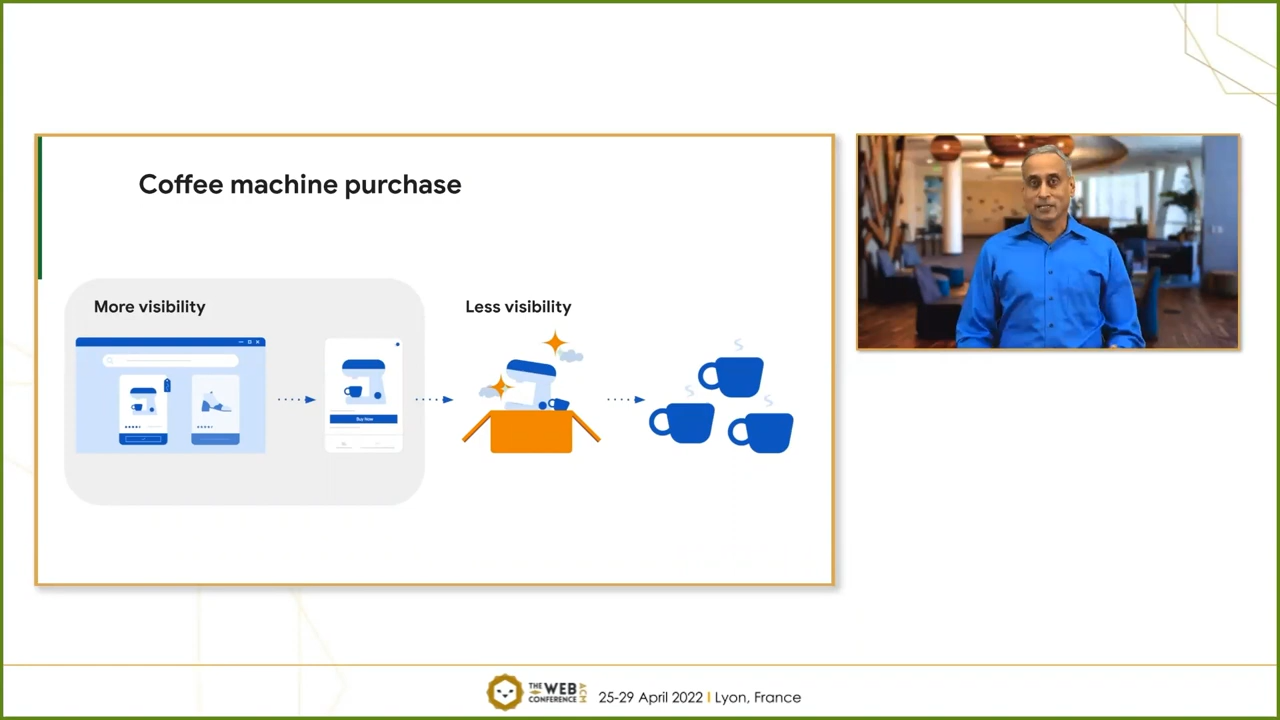 Coffee machine purchase
More visibility
Less visibility
Buy Now
THE WEB
CONFERENCE
ACM
25-29 April 2022 I Lyon, France